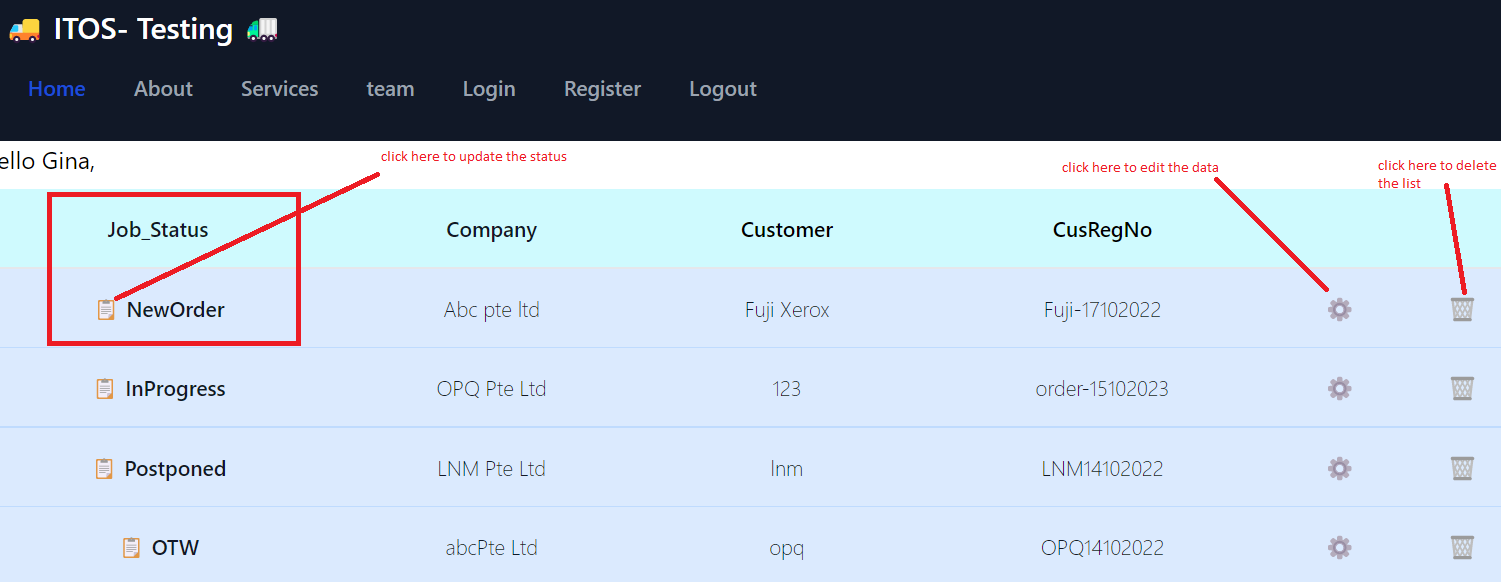 ITOS- Testing
Home About Services team Login Register Logout
ello Gina,
click here to update the status
click here to edit the data
click here to delete
the list
Job_Status Company Customer CusRegNo
NewOrder Abc pte ltd Fuji Xerox Fuji-17102022
InProgress OPQ Pte Ltd 123 order-15102023
Postponed LNM Pte Ltd lnm LNM14102022
OTW abcPte Ltd opq OPQ14102022